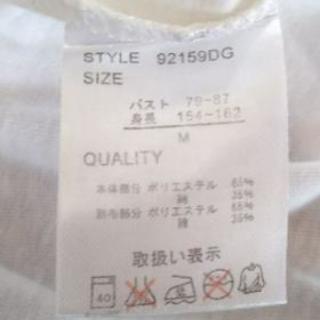 STYLE 92159DG
SIZE
バスト 79-87
身長 154-162
M
QUALITY
本体部分 ポリエステル 65%
綿 35%
別布部分 ポリエステル 65%
綿 35%
取扱い表示
40